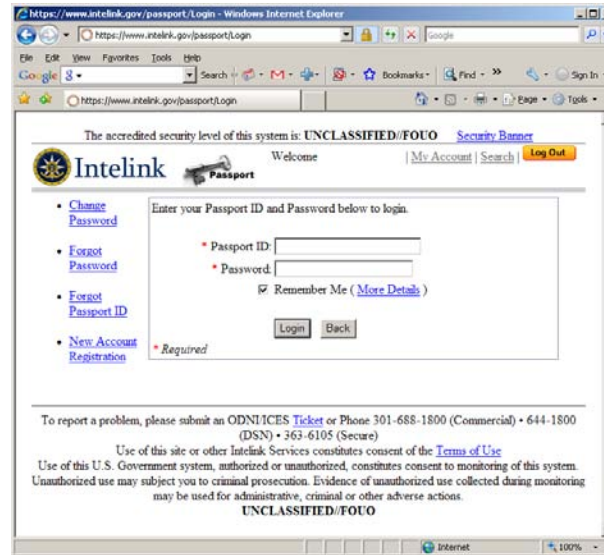 https://www.intelink.gov/passport/Login - Windows Internet Explorer
https://www.intelink.gov/passport/Login
Google
File Edit View Favorites Tools Help
Google Search Bookmarks Find Sign In
https://www.intelink.gov/passport/Login Page Tools
The accredited security level of this system is: UNCLASSIFIED//FOUO Security Banner
Intelink Passport Welcome | My Account | Search | Log Out
• Change Password
• Forgot Password
• Forgot Passport ID
• New Account Registration
Enter your Passport ID and Password below to login.
* Passport ID:
* Password:
Remember Me ( More Details )
Login Back
* Required
To report a problem, please submit an ODNI/ICES Ticket or Phone 301-688-1800 (Commercial) • 644-1800
(DSN) • 363-6105 (Secure)
Use of this site or other Intelink Services constitutes consent of the Terms of Use
Use of this U.S. Government system, authorized or unauthorized, constitutes consent to monitoring of this system.
Unauthorized use may subject you to criminal prosecution. Evidence of unauthorized use collected during monitoring
may be used for administrative, criminal or other adverse actions.
UNCLASSIFIED//FOUO
Internet 100%